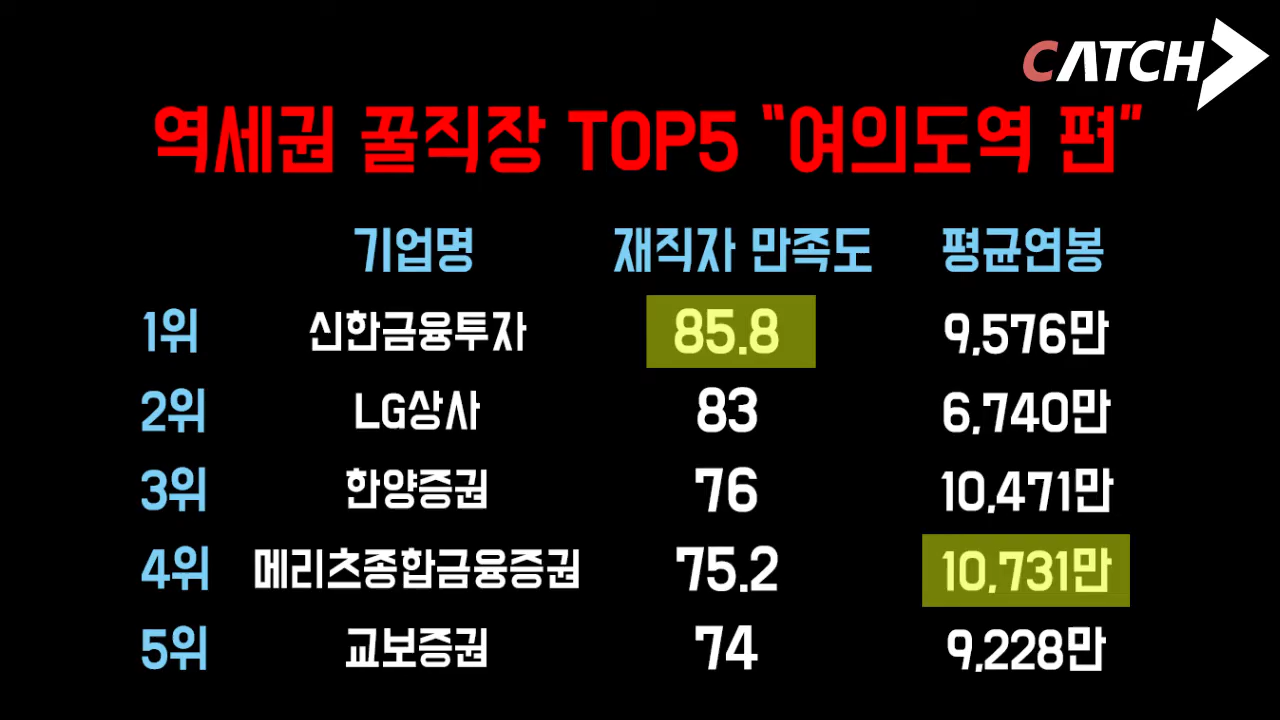 CATCH
역세권 꿀직장 TOP5 "여의도역 편"
기업명 재직자 만족도 평균연봉
1위 신한금융투자 85.8 9,576만
2위 LG상사 83 6,740만
3위 한양증권 76 10,471만
4위 메리츠종합금융증권 75.2 10,731만
5위 교보증권 74 9,228만